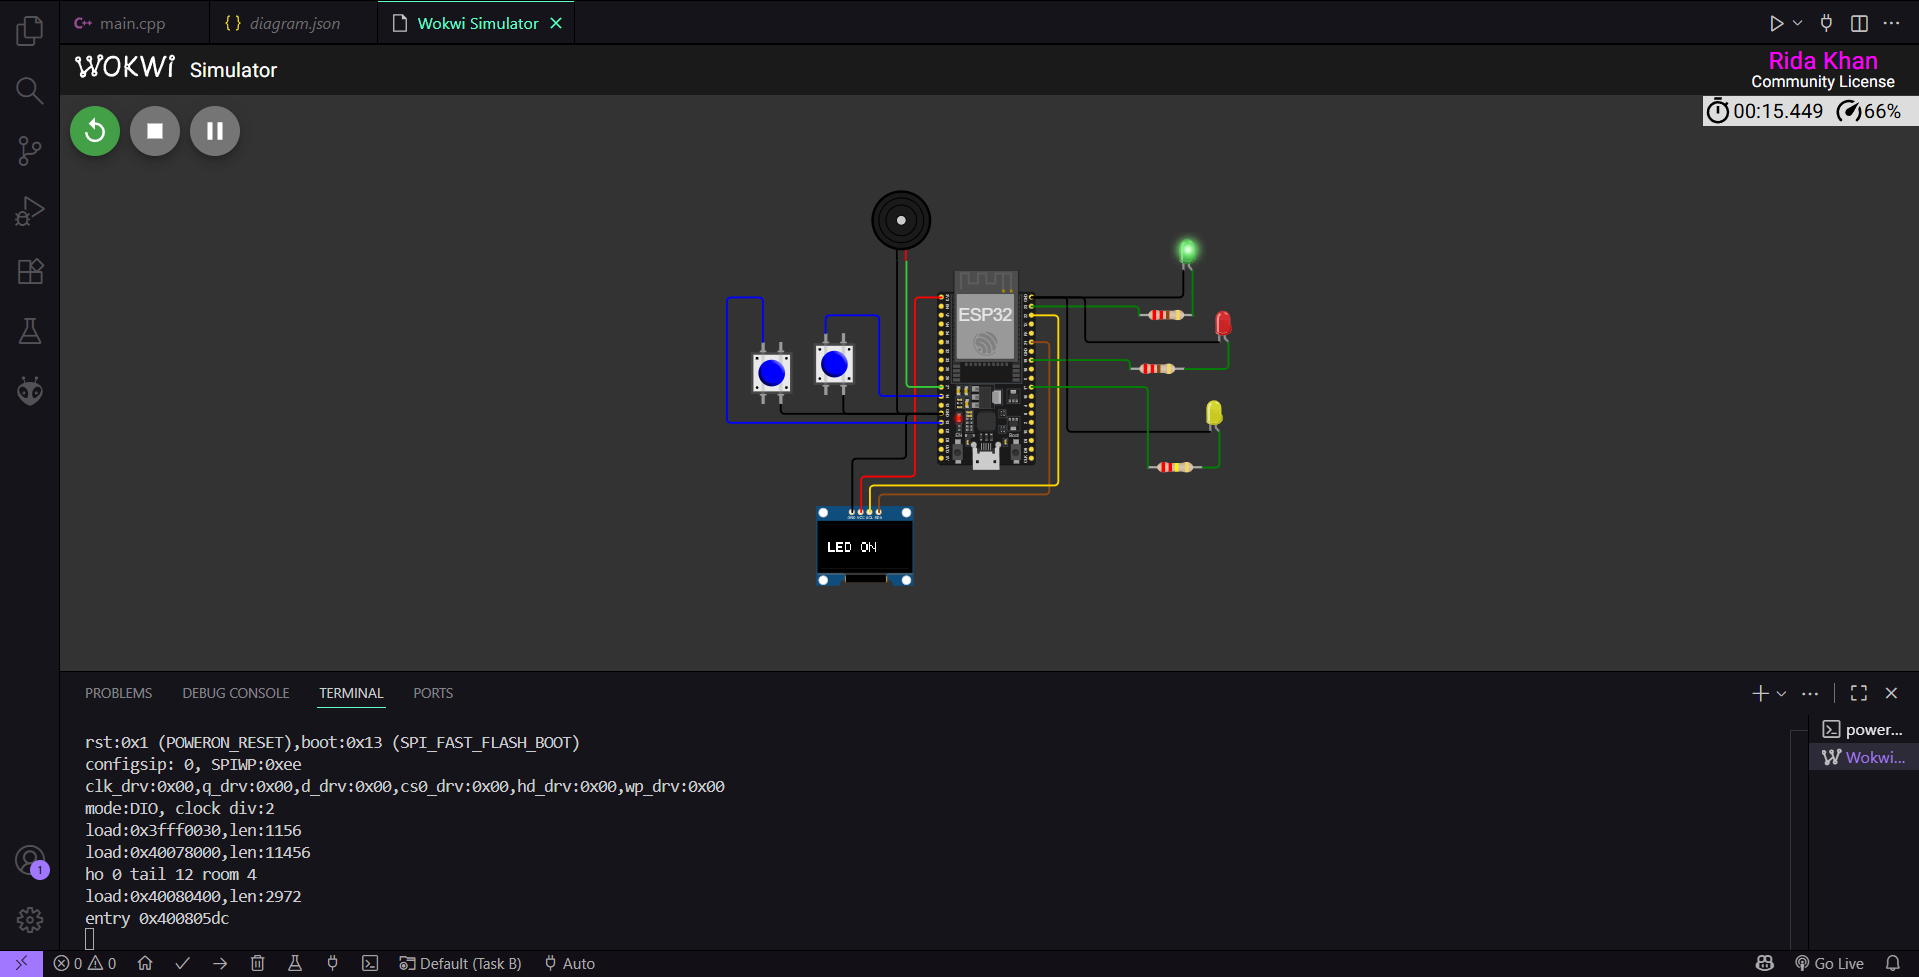 main.cpp
diagram.json
Wokwi Simulator
WOKWi Simulator
Rida Khan
Community License
00:15.449 66%
ESP32
LED ON
PROBLEMS DEBUG CONSOLE TERMINAL PORTS
rst:0x1 (POWERON_RESET),boot:0x13 (SPI_FAST_FLASH_BOOT)
configsip: 0, SPIWP:0xee
clk_drv:0x00,q_drv:0x00,d_drv:0x00,cs0_drv:0x00,hd_drv:0x00,wp_drv:0x00
mode:DIO, clock div:2
load:0x3fff0030,len:1156
load:0x40078000,len:11456
ho 0 tail 12 room 4
load:0x40080400,len:2972
entry 0x400805dc
power...
Wokwi...
1
0 0 Default (Task B) Auto Go Live